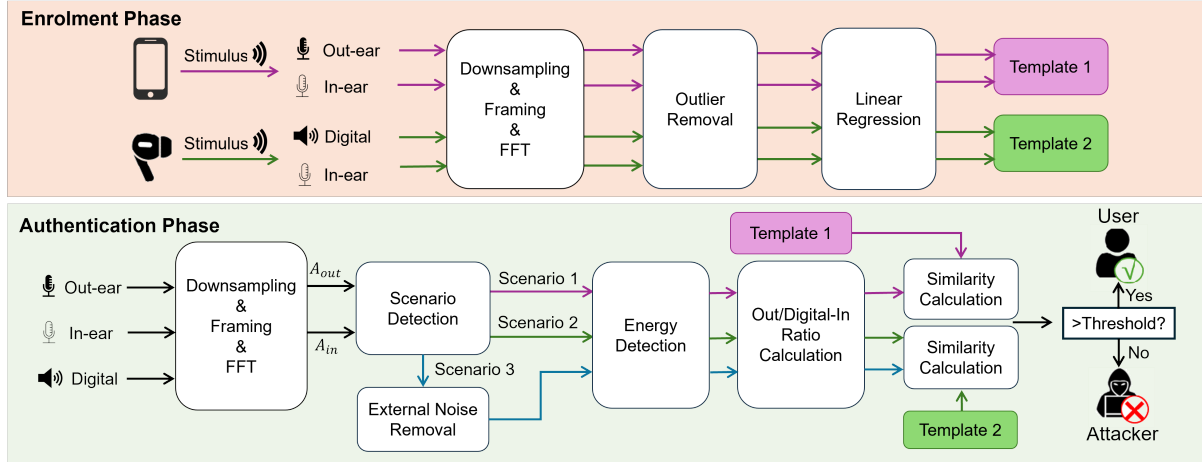 Enrolment Phase
Stimulus
Out-ear
In-ear
Stimulus
Digital
In-ear
Downsampling
&
Framing
&
FFT
Outlier
Removal
Linear
Regression
Template 1
Template 2
Authentication Phase
Out-ear
In-ear
Digital
Downsampling
&
Framing
&
FFT
A_out
A_in
Scenario
Detection
Scenario 1
Scenario 2
Scenario 3
External Noise
Removal
Energy
Detection
Template 1
Out/Digital-In
Ratio
Calculation
Similarity
Calculation
Similarity
Calculation
Template 2
User
Yes
>Threshold?
No
Attacker